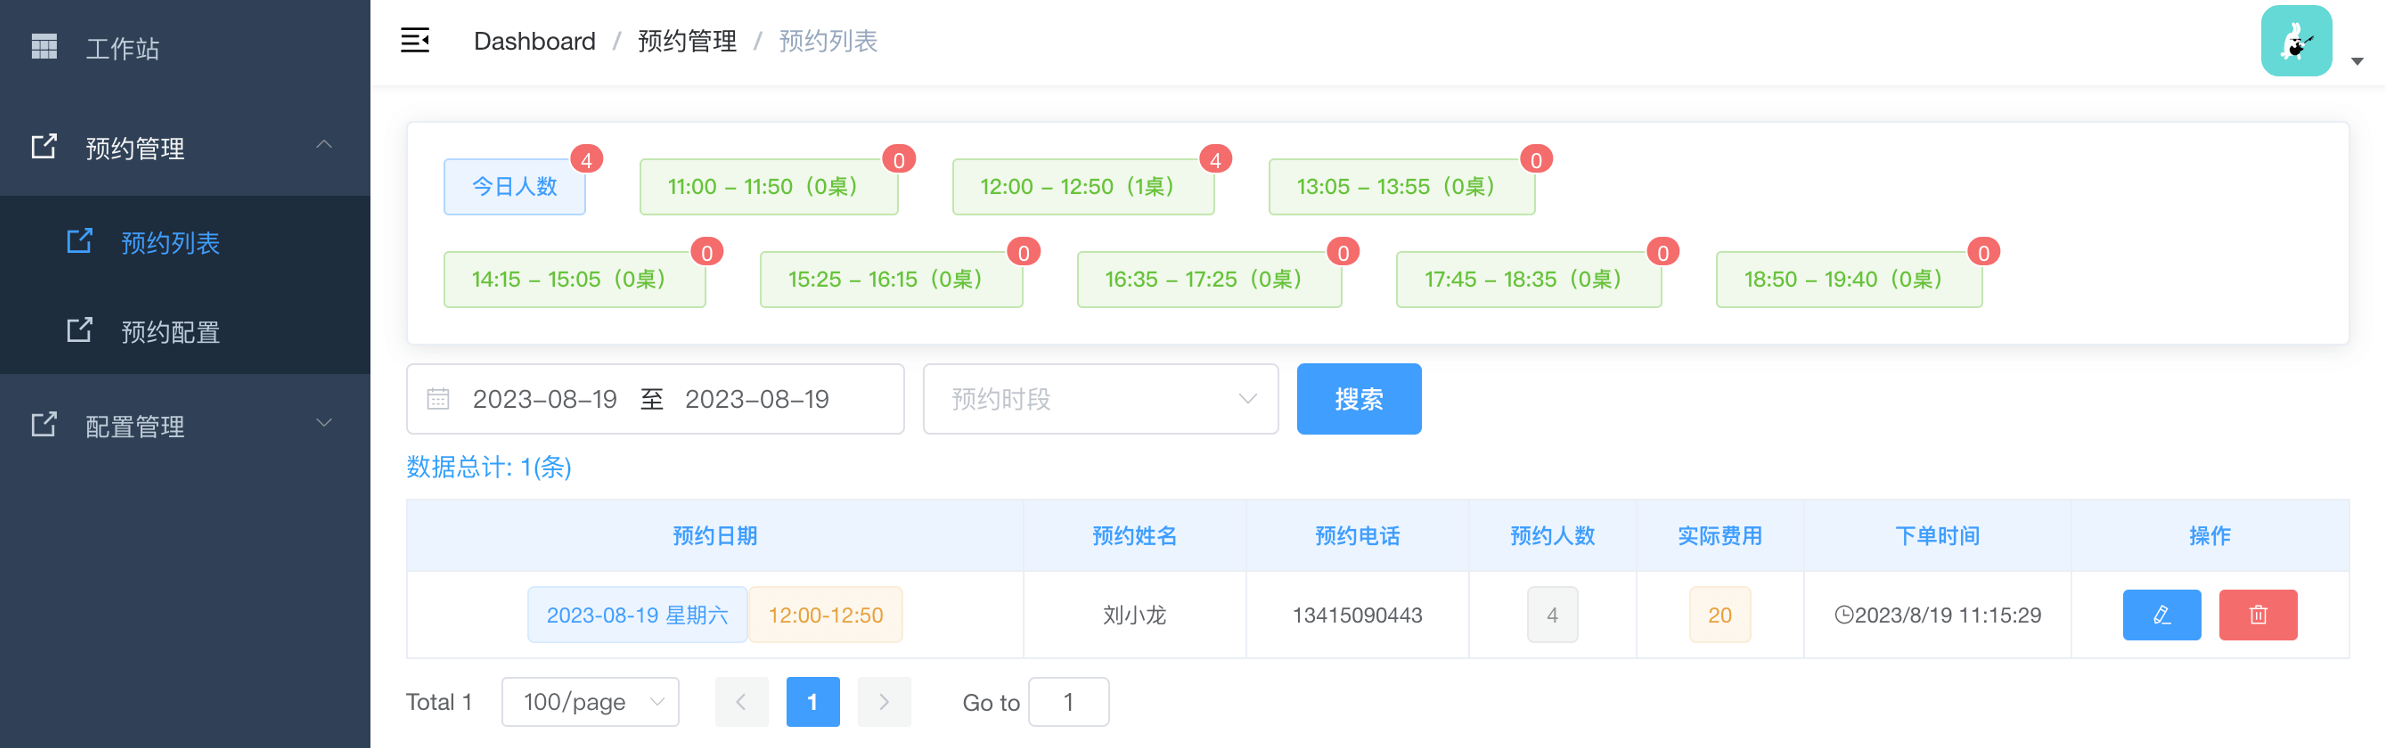 工作站
预约管理
预约列表
预约配置
配置管理
Dashboard / 预约管理 / 预约列表
今日人数 4
11:00 – 11:50（0桌） 0
12:00 – 12:50（1桌） 4
13:05 – 13:55（0桌） 0
14:15 – 15:05（0桌） 0
15:25 – 16:15（0桌） 0
16:35 – 17:25（0桌） 0
17:45 – 18:35（0桌） 0
18:50 – 19:40（0桌） 0
2023-08-19 至 2023-08-19 预约时段 搜索
数据总计: 1(条)
预约日期 预约姓名 预约电话 预约人数 实际费用 下单时间 操作
2023-08-19 星期六 12:00-12:50 刘小龙 13415090443 4 20 2023/8/19 11:15:29
Total 1 100/page 1 Go to 1